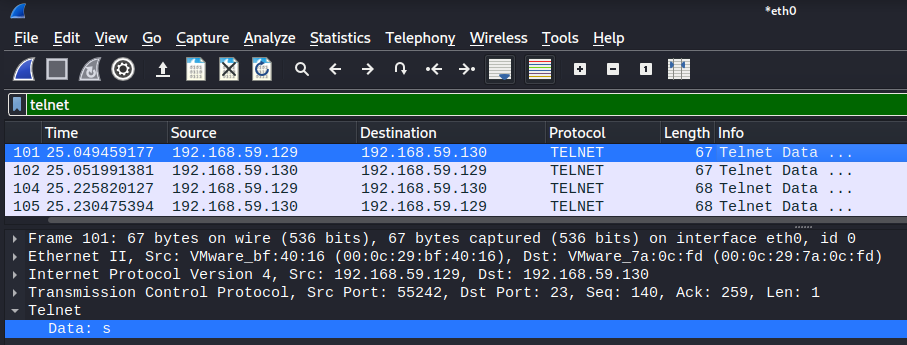 *eth0
File Edit View Go Capture Analyze Statistics Telephony Wireless Tools Help
telnet
Time Source Destination Protocol Length Info
101 25.049459177 192.168.59.129 192.168.59.130 TELNET 67 Telnet Data ...
102 25.051991381 192.168.59.130 192.168.59.129 TELNET 67 Telnet Data ...
104 25.225820127 192.168.59.129 192.168.59.130 TELNET 68 Telnet Data ...
105 25.230475394 192.168.59.130 192.168.59.129 TELNET 68 Telnet Data ...
Frame 101: 67 bytes on wire (536 bits), 67 bytes captured (536 bits) on interface eth0, id 0
Ethernet II, Src: VMware_bf:40:16 (00:0c:29:bf:40:16), Dst: VMware_7a:0c:fd (00:0c:29:7a:0c:fd)
Internet Protocol Version 4, Src: 192.168.59.129, Dst: 192.168.59.130
Transmission Control Protocol, Src Port: 55242, Dst Port: 23, Seq: 140, Ack: 259, Len: 1
Telnet
Data: s